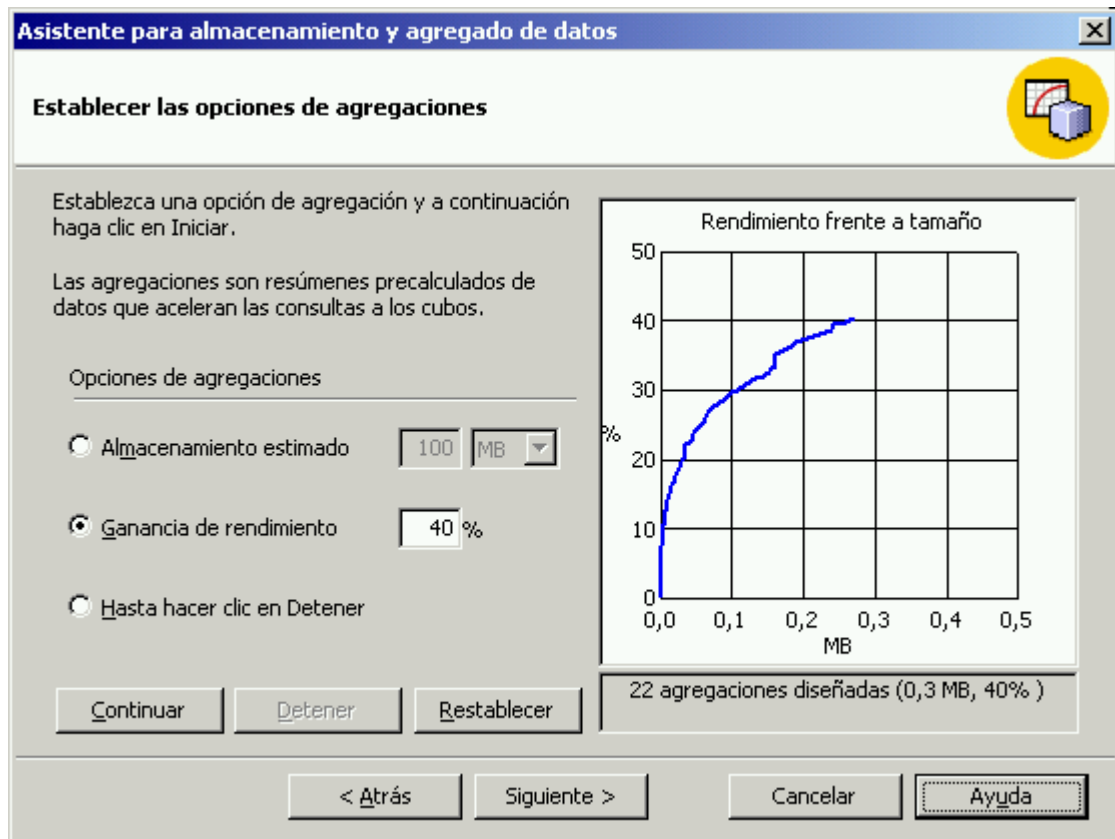 Asistente para almacenamiento y agregado de datos
Establecer las opciones de agregaciones
Establezca una opción de agregación y a continuación
haga clic en Iniciar.
Las agregaciones son resúmenes precalculados de
datos que aceleran las consultas a los cubos.
Opciones de agregaciones
Almacenamiento estimado 100 MB
Ganancia de rendimiento 40 %
Hasta hacer clic en Detener
Continuar Detener Restablecer
Rendimiento frente a tamaño
50
40
30
%
20
10
0
0,0 0,1 0,2 0,3 0,4 0,5
MB
22 agregaciones diseñadas (0,3 MB, 40% )
< Atrás Siguiente > Cancelar Ayuda